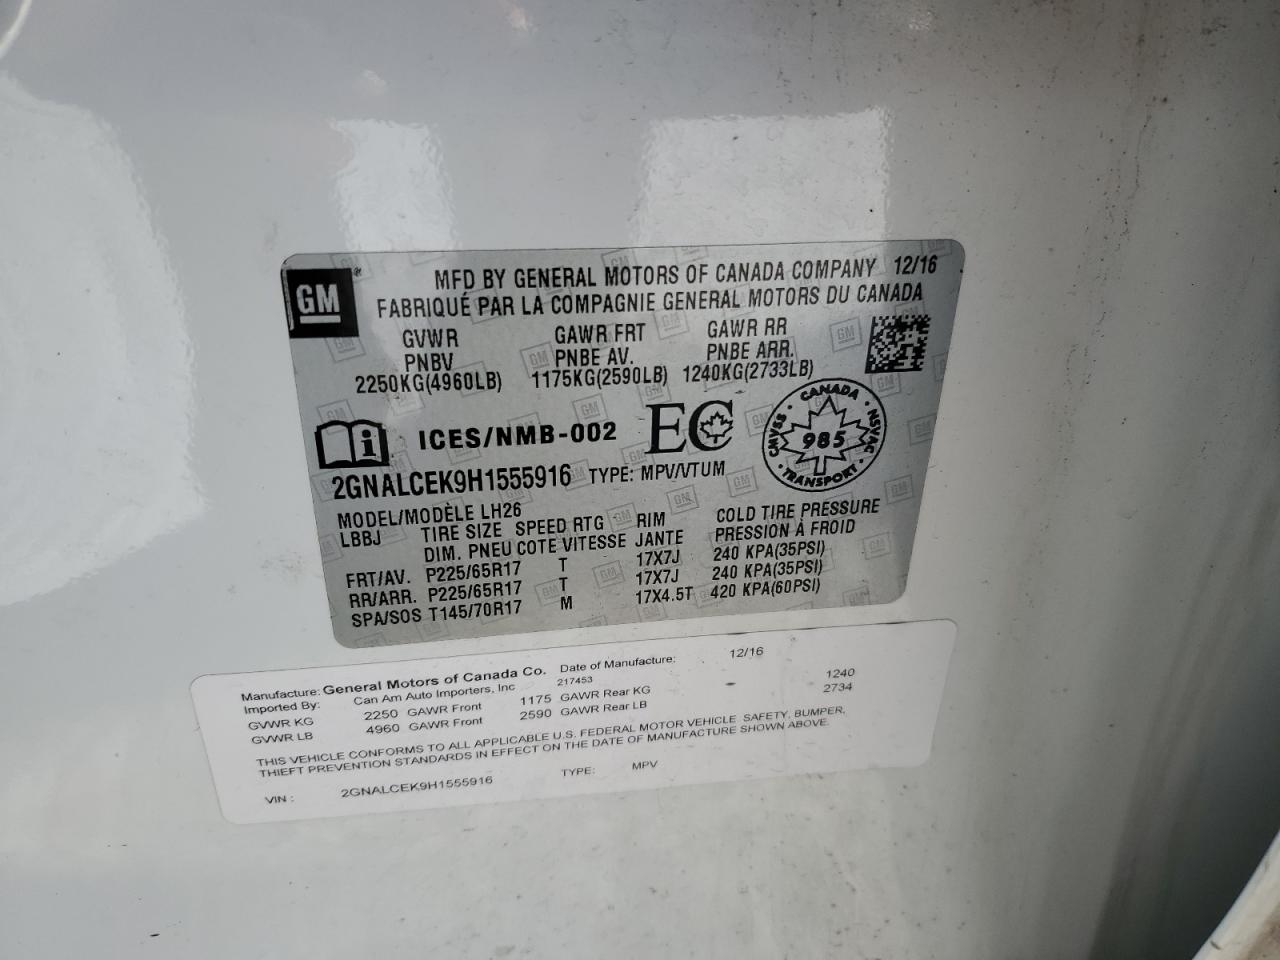 GM
MFD BY GENERAL MOTORS OF CANADA COMPANY 12/16
FABRIQUÉ PAR LA COMPAGNIE GENERAL MOTORS DU CANADA
GVWR GAWR FRT GAWR RR
PNBV PNBE AV. PNBE ARR.
2250KG(4960LB) 1175KG(2590LB) 1240KG(2733LB)
i ICES/NMB-002 EC
CANADA
CMVSS 985 NSVAC
TRANSPORT
2GNALCEK9H1555916 TYPE: MPV/VTUM
MODEL/MODÈLE LH26
LBBJ TIRE SIZE SPEED RTG RIM COLD TIRE PRESSURE
DIM. PNEU COTE VITESSE JANTE PRESSION À FROID
FRT/AV. P225/65R17 T 17X7J 240 KPA(35PSI)
RR/ARR. P225/65R17 T 17X7J 240 KPA(35PSI)
SPA/SOS T145/70R17 M 17X4.5T 420 KPA(60PSI)
Manufacture: General Motors of Canada Co. Date of Manufacture: 12/16
Imported By: Can Am Auto Importers, Inc 217453
GVWR KG 2250 GAWR Front 1175 GAWR Rear KG - 1240
GVWR LB 4960 GAWR Front 2590 GAWR Rear LB 2734
THIS VEHICLE CONFORMS TO ALL APPLICABLE U.S. FEDERAL MOTOR VEHICLE SAFETY, BUMPER,
THIEFT PREVENTION STANDARDS IN EFFECT ON THE DATE OF MANUFACTURE SHOWN ABOVE.
VIN : 2GNALCEK9H1555916 TYPE: MPV